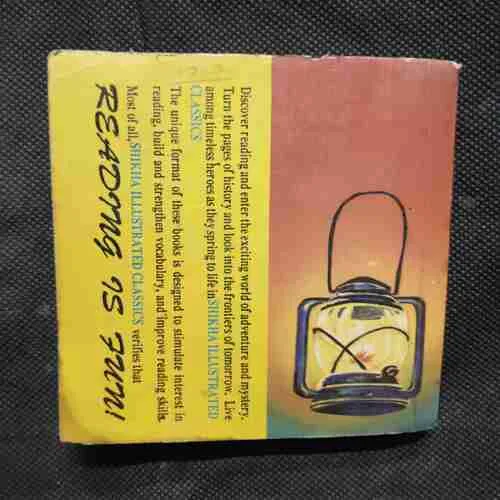 Discover reading and enter the exciting world of adventure and mystery.
Turn the pages of history and look into the frontiers of tomorrow. Live
among timeless heroes as they spring to life in SHIKHA ILLUSTRATED
CLASSICS
The unique format of these books is designed to stimulate interest in
reading, build and strengthen vocabulary, and improve reading skills.
Most of all, SHIKHA ILLUSTRATED CLASSICS verifies that
READING IS FUN!